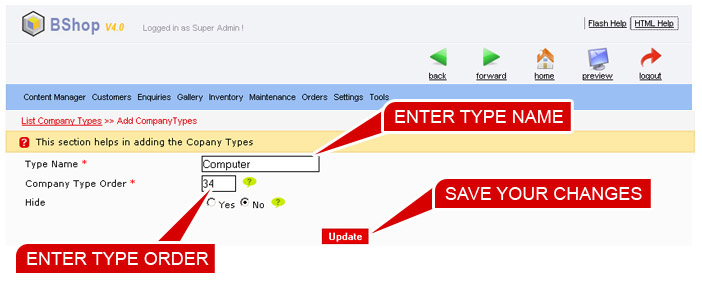 BShop V4.0 Logged in as Super Admin ! Flash Help HTML Help
back forward home preview logout
Content Manager Customers Enquiries Gallery Inventory Maintenance Orders Settings Tools
List Company Types >> Add CompanyTypes
ENTER TYPE NAME
? This section helps in adding the Copany Types
Type Name * Computer
Company Type Order * 34 ?
Hide Yes No ?
SAVE YOUR CHANGES
Update
ENTER TYPE ORDER